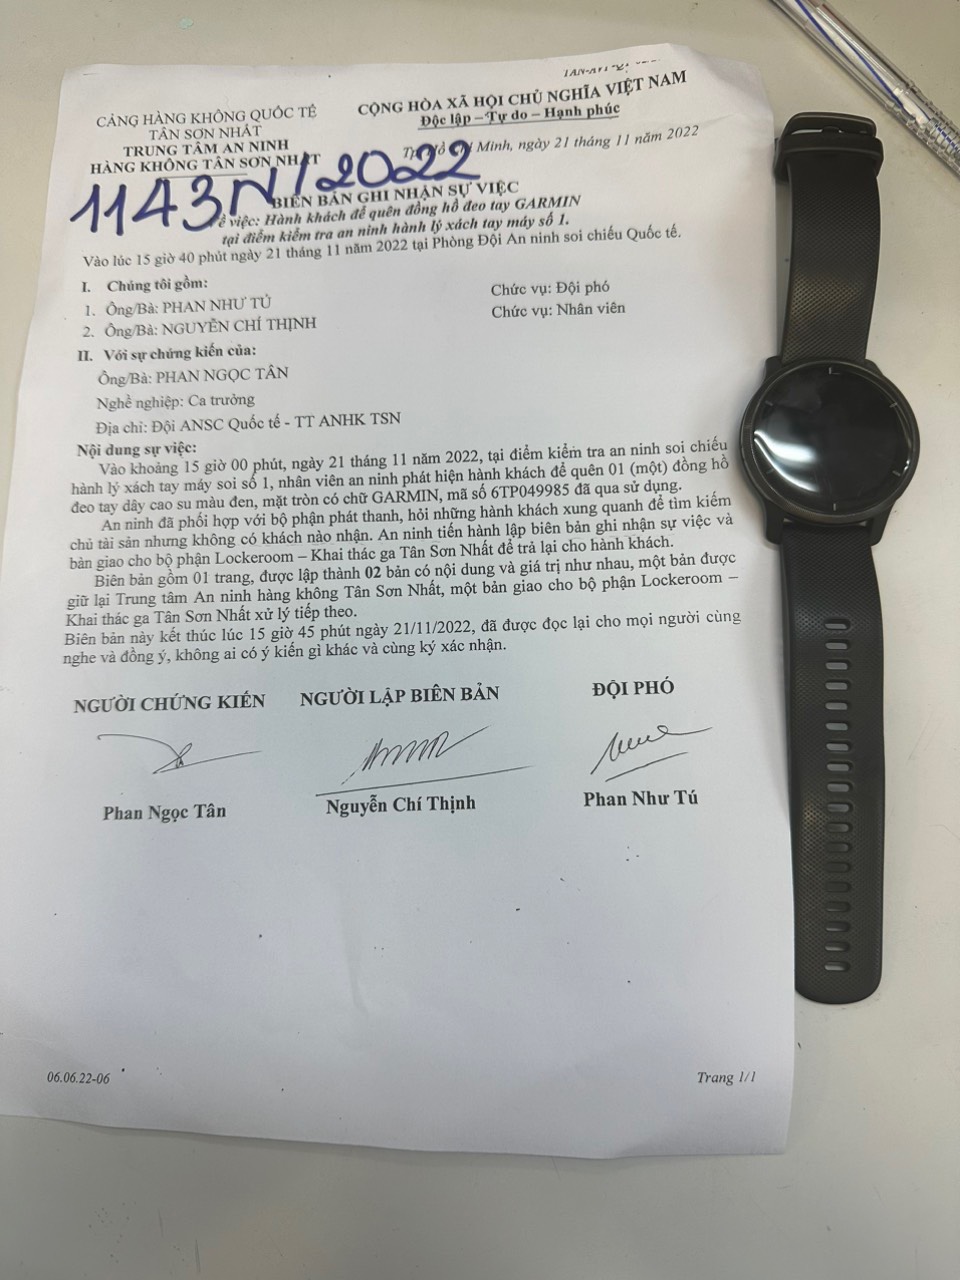 CẢNG HÀNG KHÔNG QUỐC TẾ
TÂN SƠN NHẤT
TRUNG TÂM AN NINH
HÀNG KHÔNG TÂN SƠN NHẤT
CỘNG HÒA XÃ HỘI CHỦ NGHĨA VIỆT NAM
Độc lập – Tự do – Hạnh phúc
Minh, ngày 21 tháng 11 năm 2022
1143N/2022
BIÊN BẢN GHI NHẬN SỰ VIỆC
việc: Hành khách để quên đồng hồ đeo tay GARMIN
tại điểm kiểm tra an ninh hành lý xách tay máy số 1.
Vào lúc 15 giờ 40 phút ngày 21 tháng 11 năm 2022 tại Phòng Đội An ninh soi chiếu Quốc tế.
I. Chúng tôi gồm:
1. Ông/Bà: PHAN NHƯ TÚ Chức vụ: Đội phó
2. Ông/Bà: NGUYỄN CHÍ THỊNH Chức vụ: Nhân viên
II. Với sự chứng kiến của:
Ông/Bà: PHAN NGỌC TÂN
Nghề nghiệp: Ca trưởng
Địa chỉ: Đội ANSC Quốc tế - TT ANHK TSN
Nội dung sự việc:
Vào khoảng 15 giờ 00 phút, ngày 21 tháng 11 năm 2022, tại điểm kiểm tra an ninh soi chiếu
hành lý xách tay máy soi số 1, nhân viên an ninh phát hiện hành khách để quên 01 (một) đồng hồ
đeo tay dây cao su màu đen, mặt tròn có chữ GARMIN, mã số 6TP049985 đã qua sử dụng.
An ninh đã phối hợp với bộ phận phát thanh, hỏi những hành khách xung quanh để tìm kiếm
chủ tài sản nhưng không có khách nào nhận. An ninh tiến hành lập biên bản ghi nhận sự việc và
bàn giao cho bộ phận Lockeroom – Khai thác ga Tân Sơn Nhất để trả lại cho hành khách.
Biên bản gồm 01 trang, được lập thành 02 bản có nội dung và giá trị như nhau, một bản được
giữ lại Trung tâm An ninh hàng không Tân Sơn Nhất, một bản giao cho bộ phận Lockeroom –
Khai thác ga Tân Sơn Nhất xử lý tiếp theo.
Biên bản này kết thúc lúc 15 giờ 45 phút ngày 21/11/2022, đã được đọc lại cho mọi người cùng
nghe và đồng ý, không ai có ý kiến gì khác và cùng ký xác nhận.
NGƯỜI CHỨNG KIẾN NGƯỜI LẬP BIÊN BẢN ĐỘI PHÓ
Phan Ngọc Tân Nguyễn Chí Thịnh Phan Như Tú
06.06.22-06 Trang 1/1